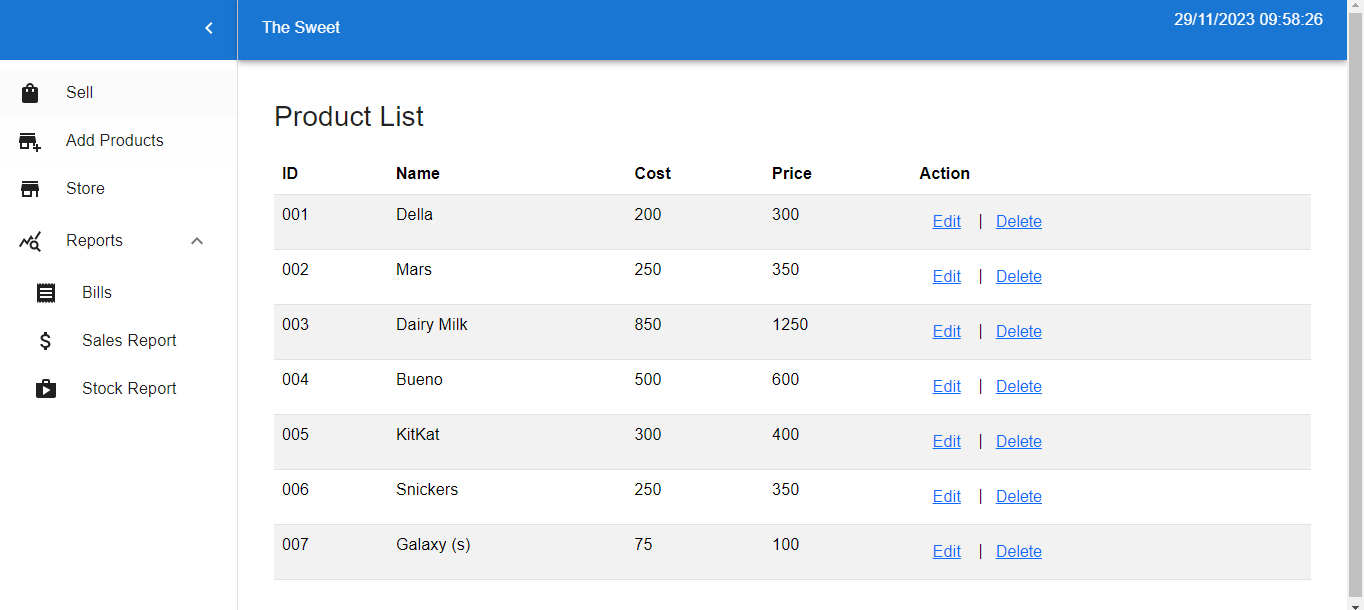 The Sweet
29/11/2023 09:58:26
Sell
Add Products
Store
Reports
Bills
Sales Report
Stock Report
Product List
ID Name Cost Price Action
001 Della 200 300 Edit | Delete
002 Mars 250 350 Edit | Delete
003 Dairy Milk 850 1250 Edit | Delete
004 Bueno 500 600 Edit | Delete
005 KitKat 300 400 Edit | Delete
006 Snickers 250 350 Edit | Delete
007 Galaxy (s) 75 100 Edit | Delete